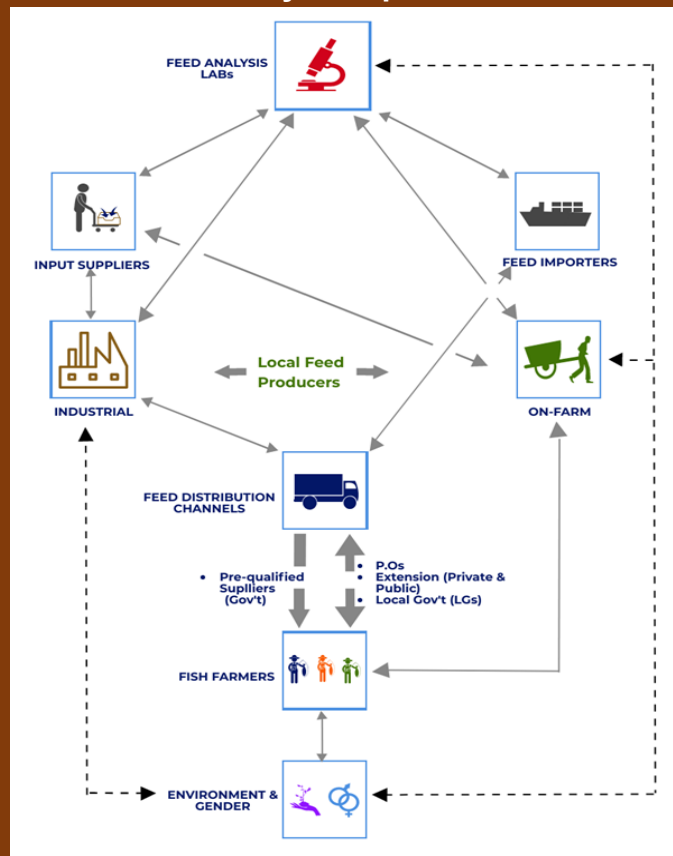 FEED ANALYSIS
LABs
INPUT SUPPLIERS
FEED IMPORTERS
Local Feed
Producers
INDUSTRIAL
ON-FARM
FEED DISTRIBUTION
CHANNELS
• Pre-qualified
Suplliers
(Gov't)
• P.Os
• Extension (Private &
Public)
• Local Gov't (LGs)
FISH FARMERS
ENVIRONMENT &
GENDER